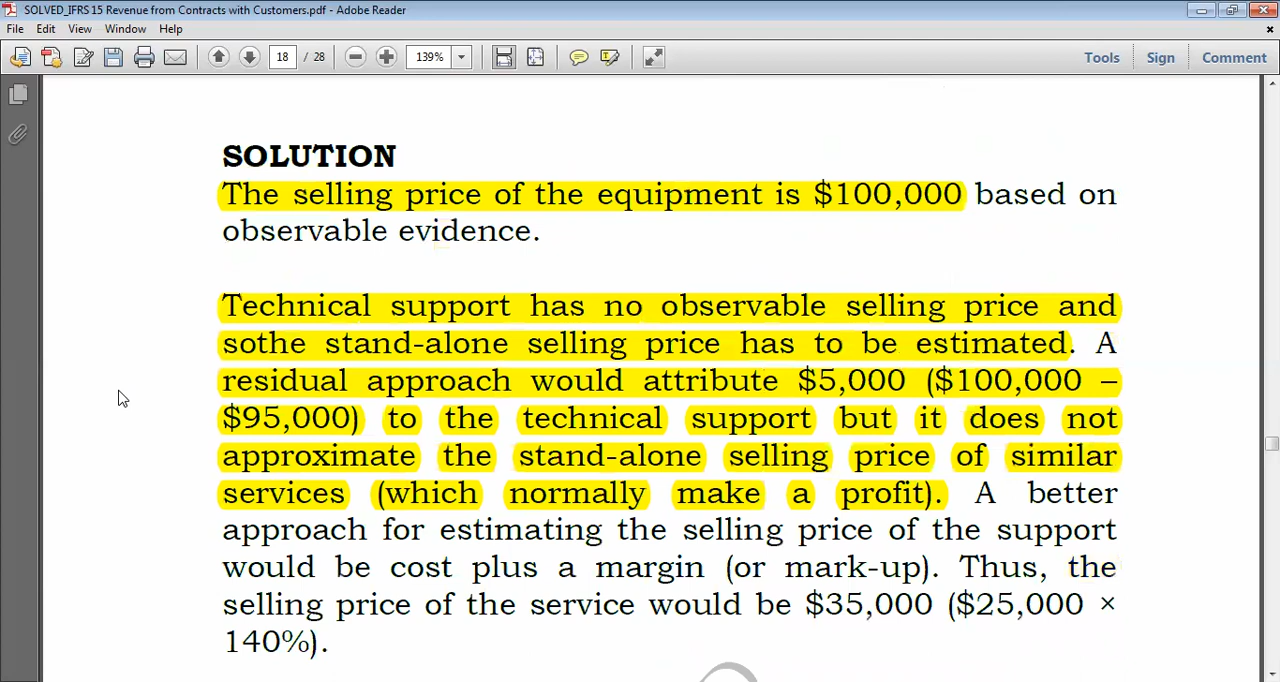 SOLVED_IFRS 15 Revenue from Contracts with Customers.pdf - Adobe Reader
File Edit View Window Help
18 / 28 139% Tools Sign Comment
SOLUTION
The selling price of the equipment is $100,000 based on
observable evidence.
Technical support has no observable selling price and
sothe stand-alone selling price has to be estimated. A
residual approach would attribute $5,000 ($100,000 –
$95,000) to the technical support but it does not
approximate the stand-alone selling price of similar
services (which normally make a profit). A better
approach for estimating the selling price of the support
would be cost plus a margin (or mark-up). Thus, the
selling price of the service would be $35,000 ($25,000 ×
140%).